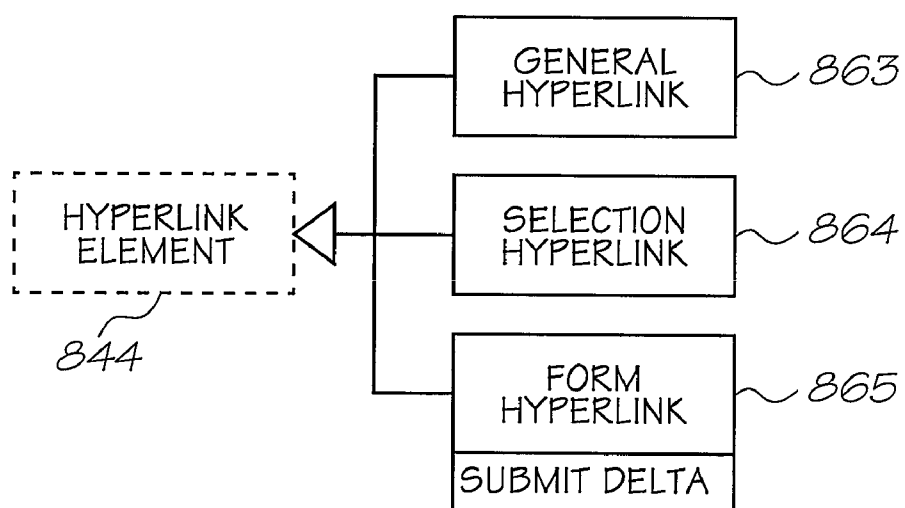 GENERAL
HYPERLINK
863
HYPERLINK
ELEMENT
844
SELECTION
HYPERLINK
864
FORM
HYPERLINK
865
SUBMIT DELTA